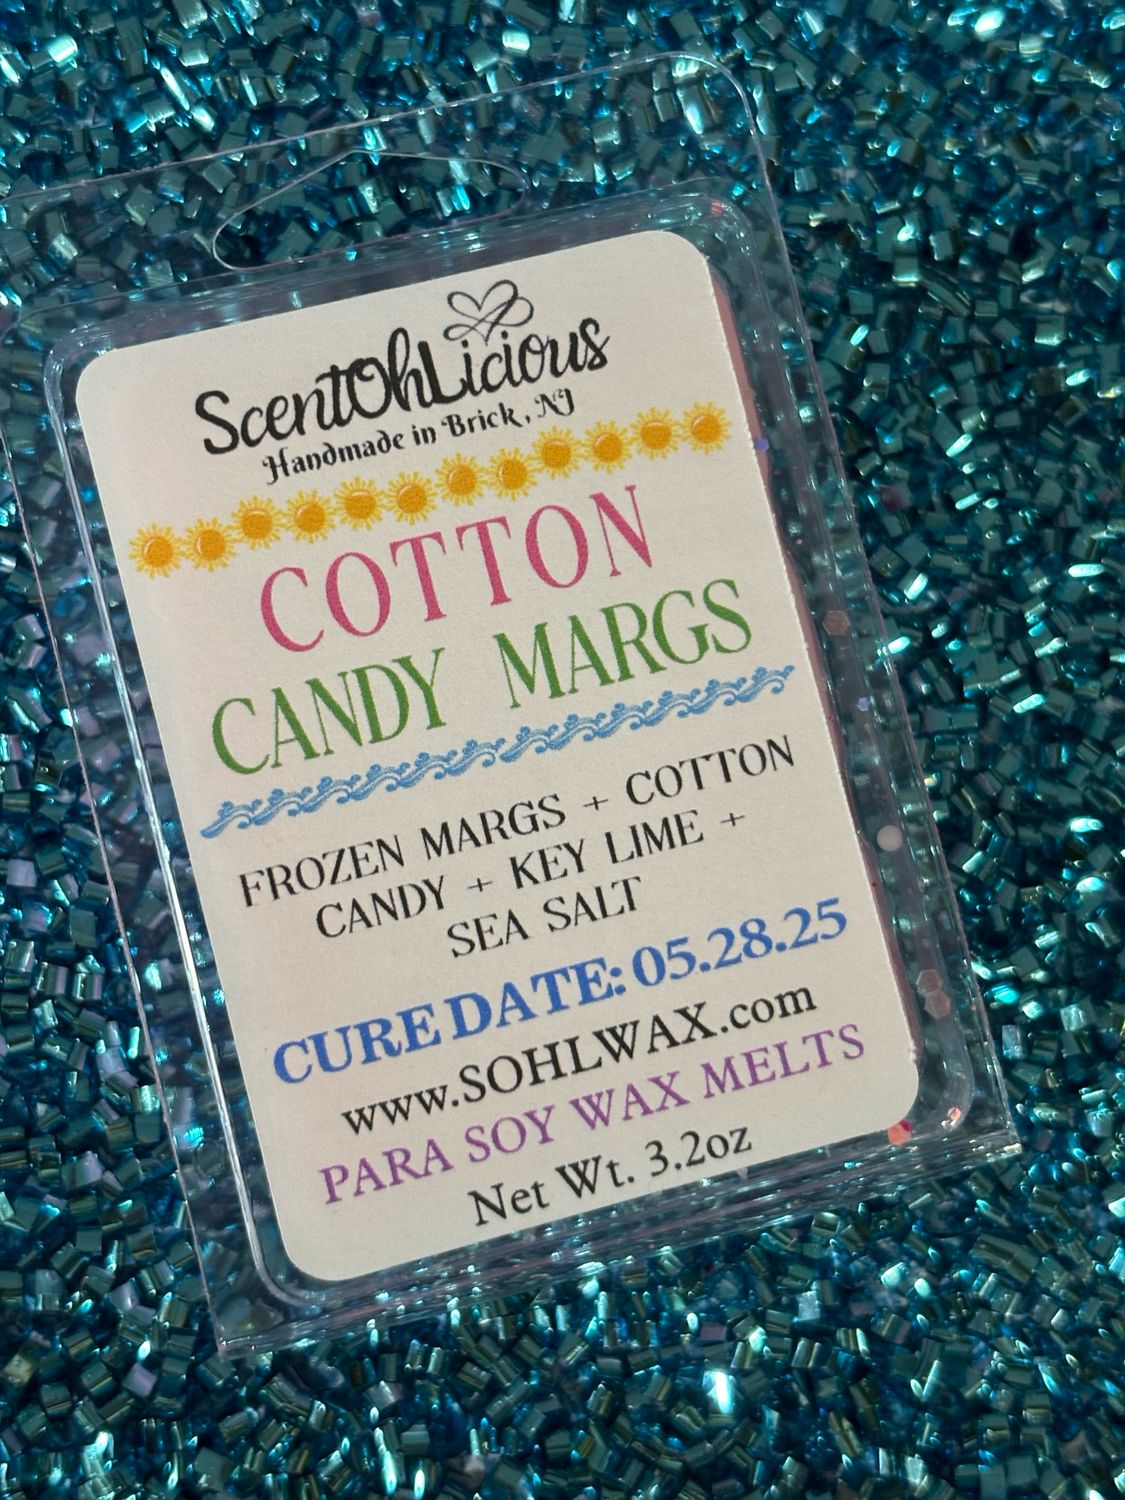 ScentOhLicious
Handmade in Brick, NJ
COTTON
CANDY MARGS
FROZEN MARGS + COTTON
CANDY + KEY LIME +
SEA SALT
CURE DATE: 05.28.25
www.SOHLWAX.com
PARA SOY WAX MELTS
Net Wt. 3.2oz